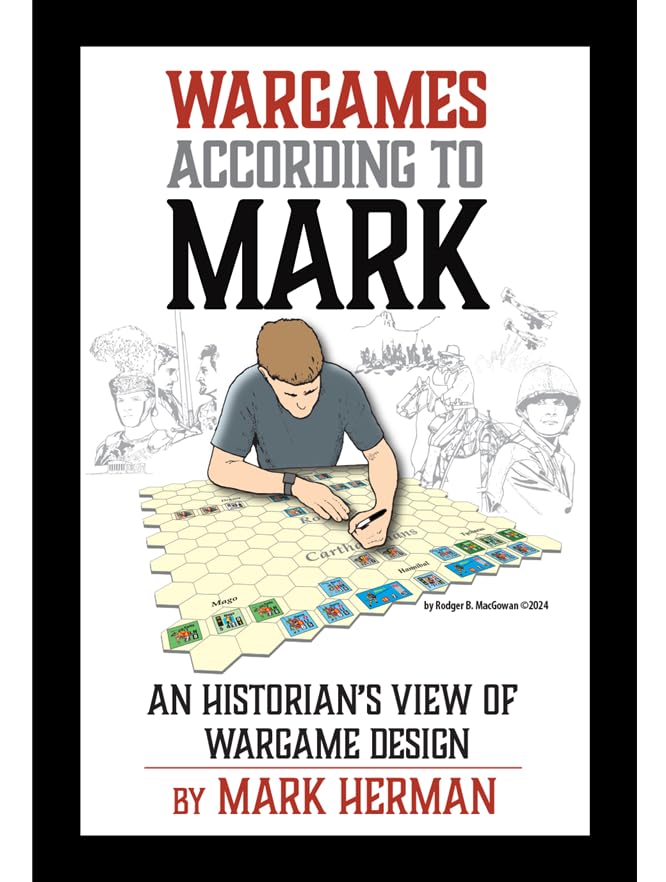 WARGAMES
ACCORDING TO
MARK
Carth
Hannibal
Mago
by Rodger B. MacGowan ©2024
AN HISTORIAN'S VIEW OF
WARGAME DESIGN
BY MARK HERMAN